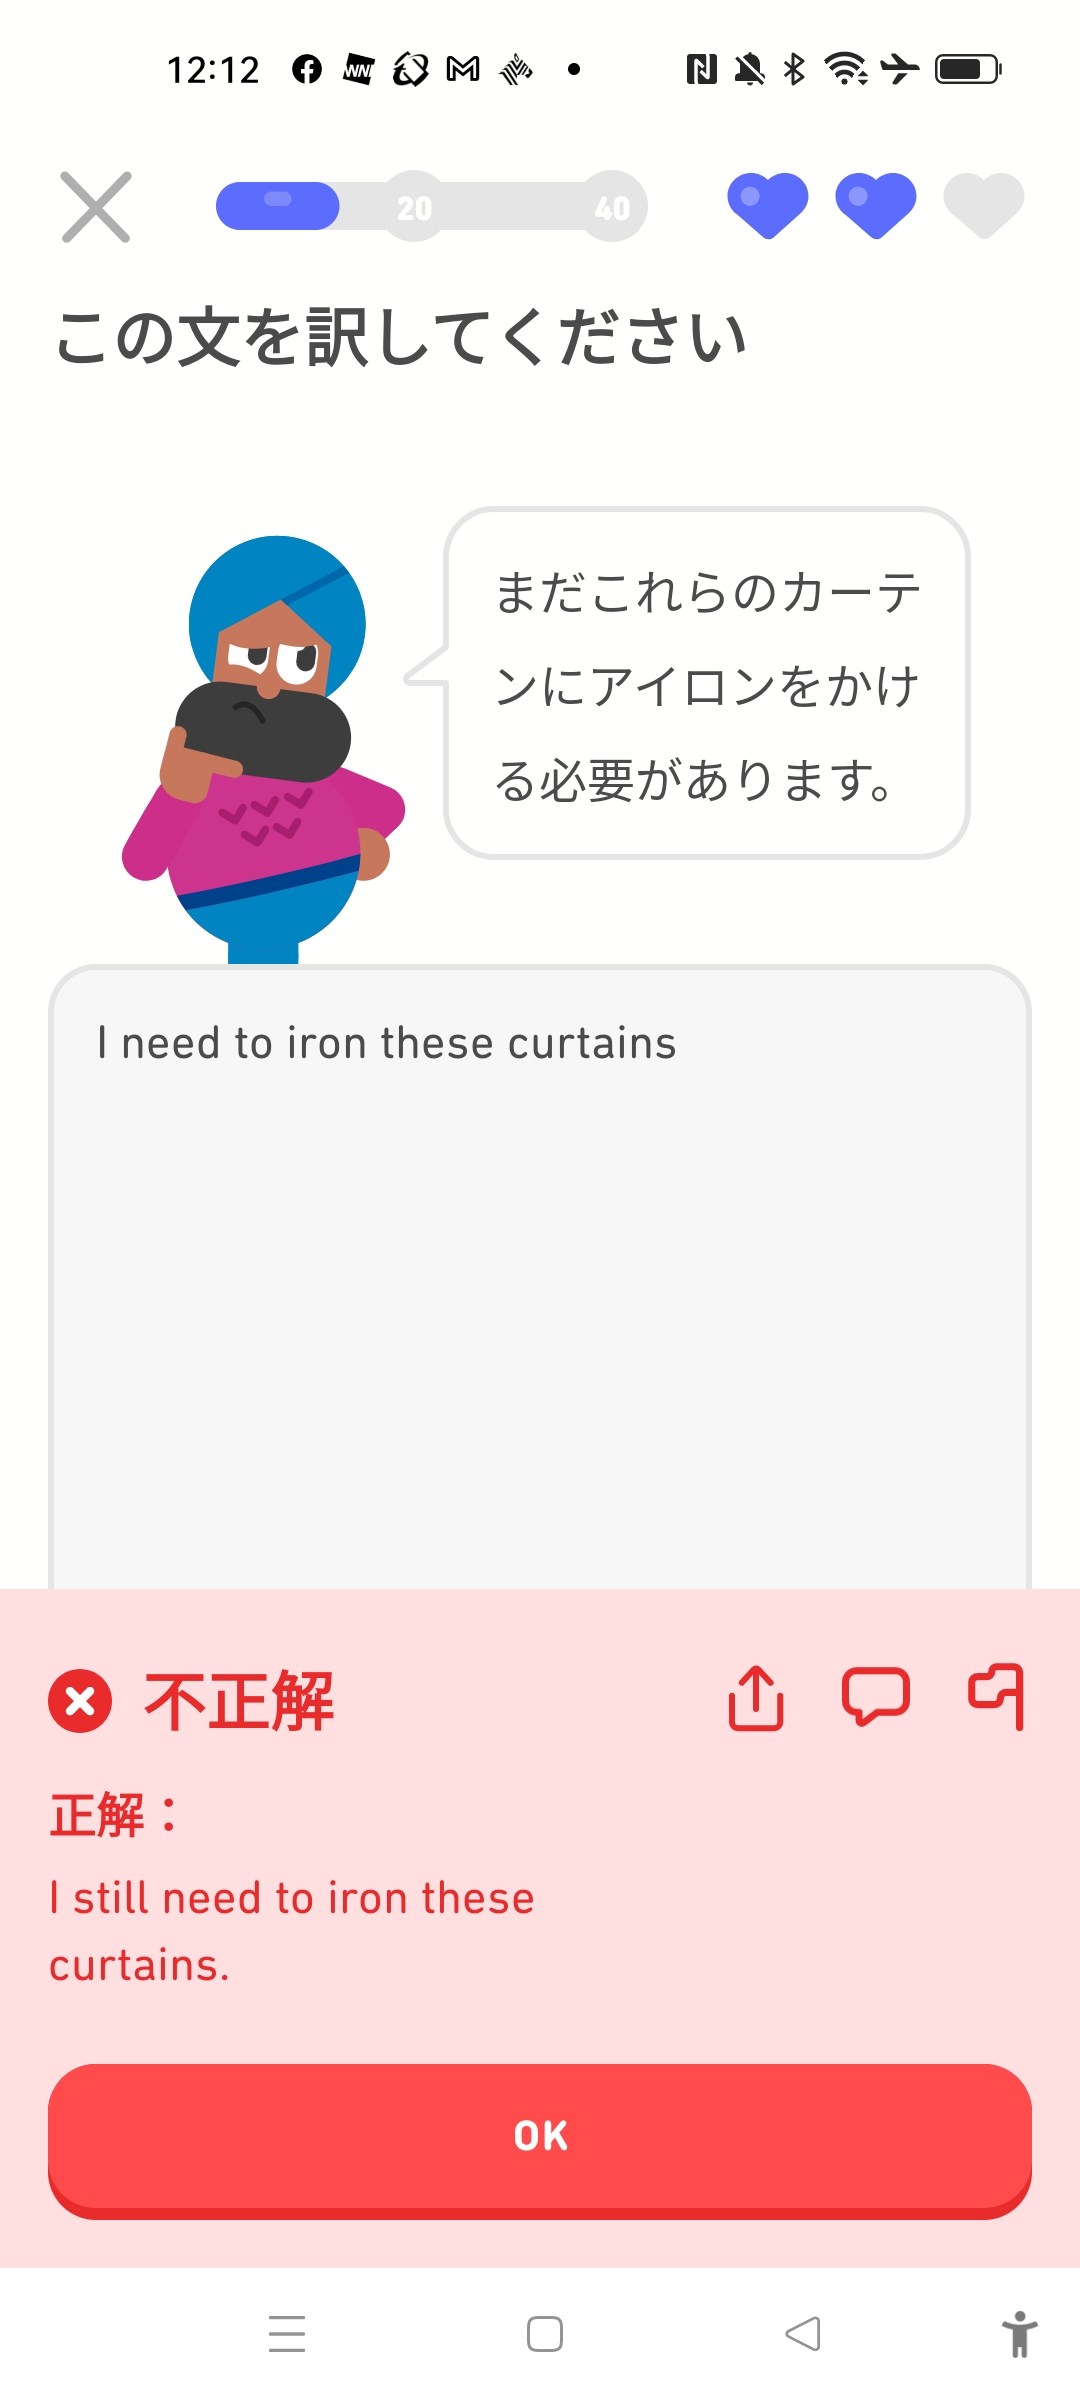 12:12
20
40
この文を訳してください
まだこれらのカーテ
ンにアイロンをかけ
る必要があります。
I need to iron these curtains
不正解
正解：
I still need to iron these
curtains.
OK